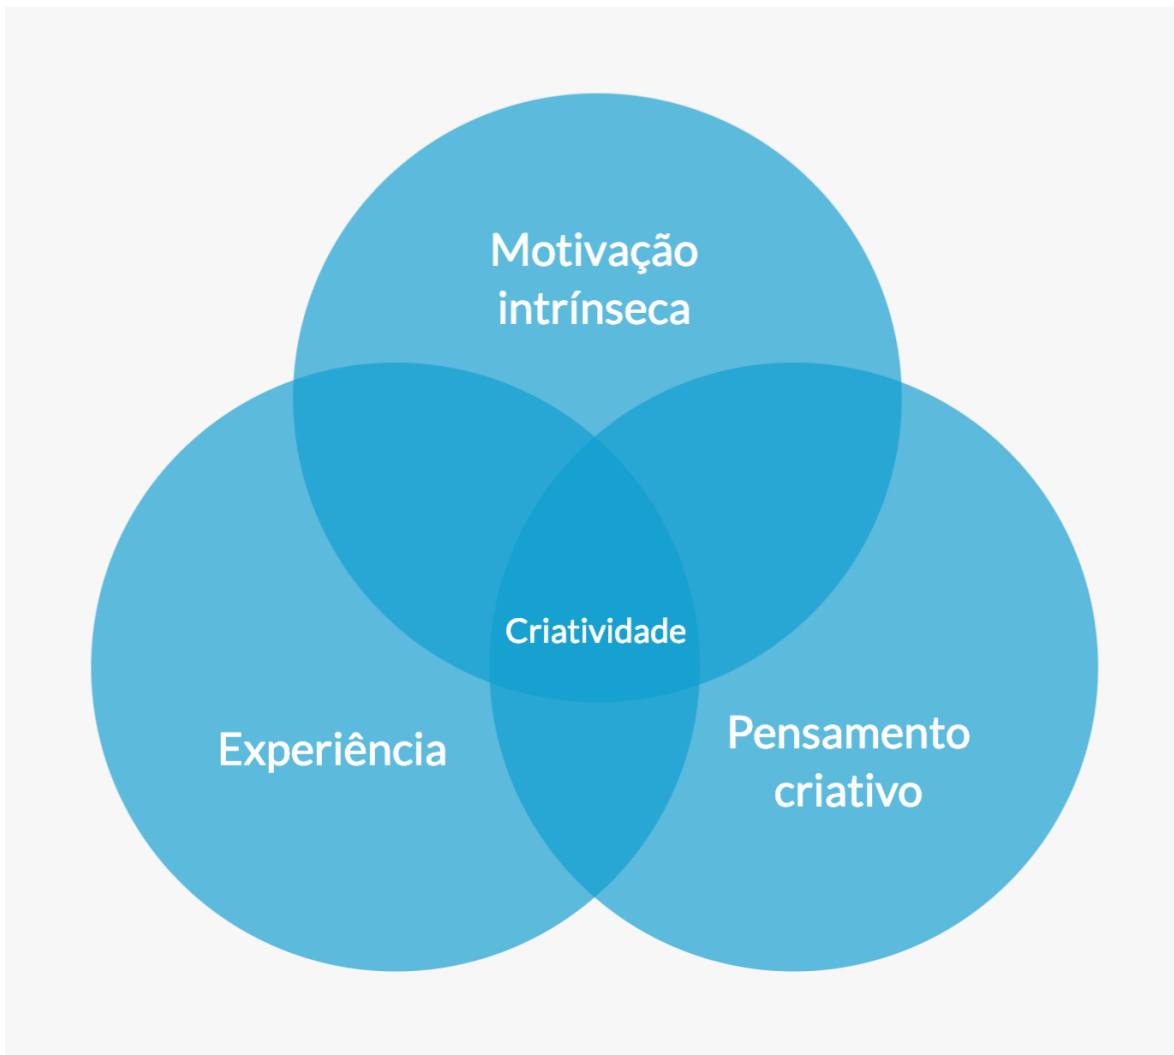 Motivação
intrínseca
Criatividade
Experiência
Pensamento
criativo